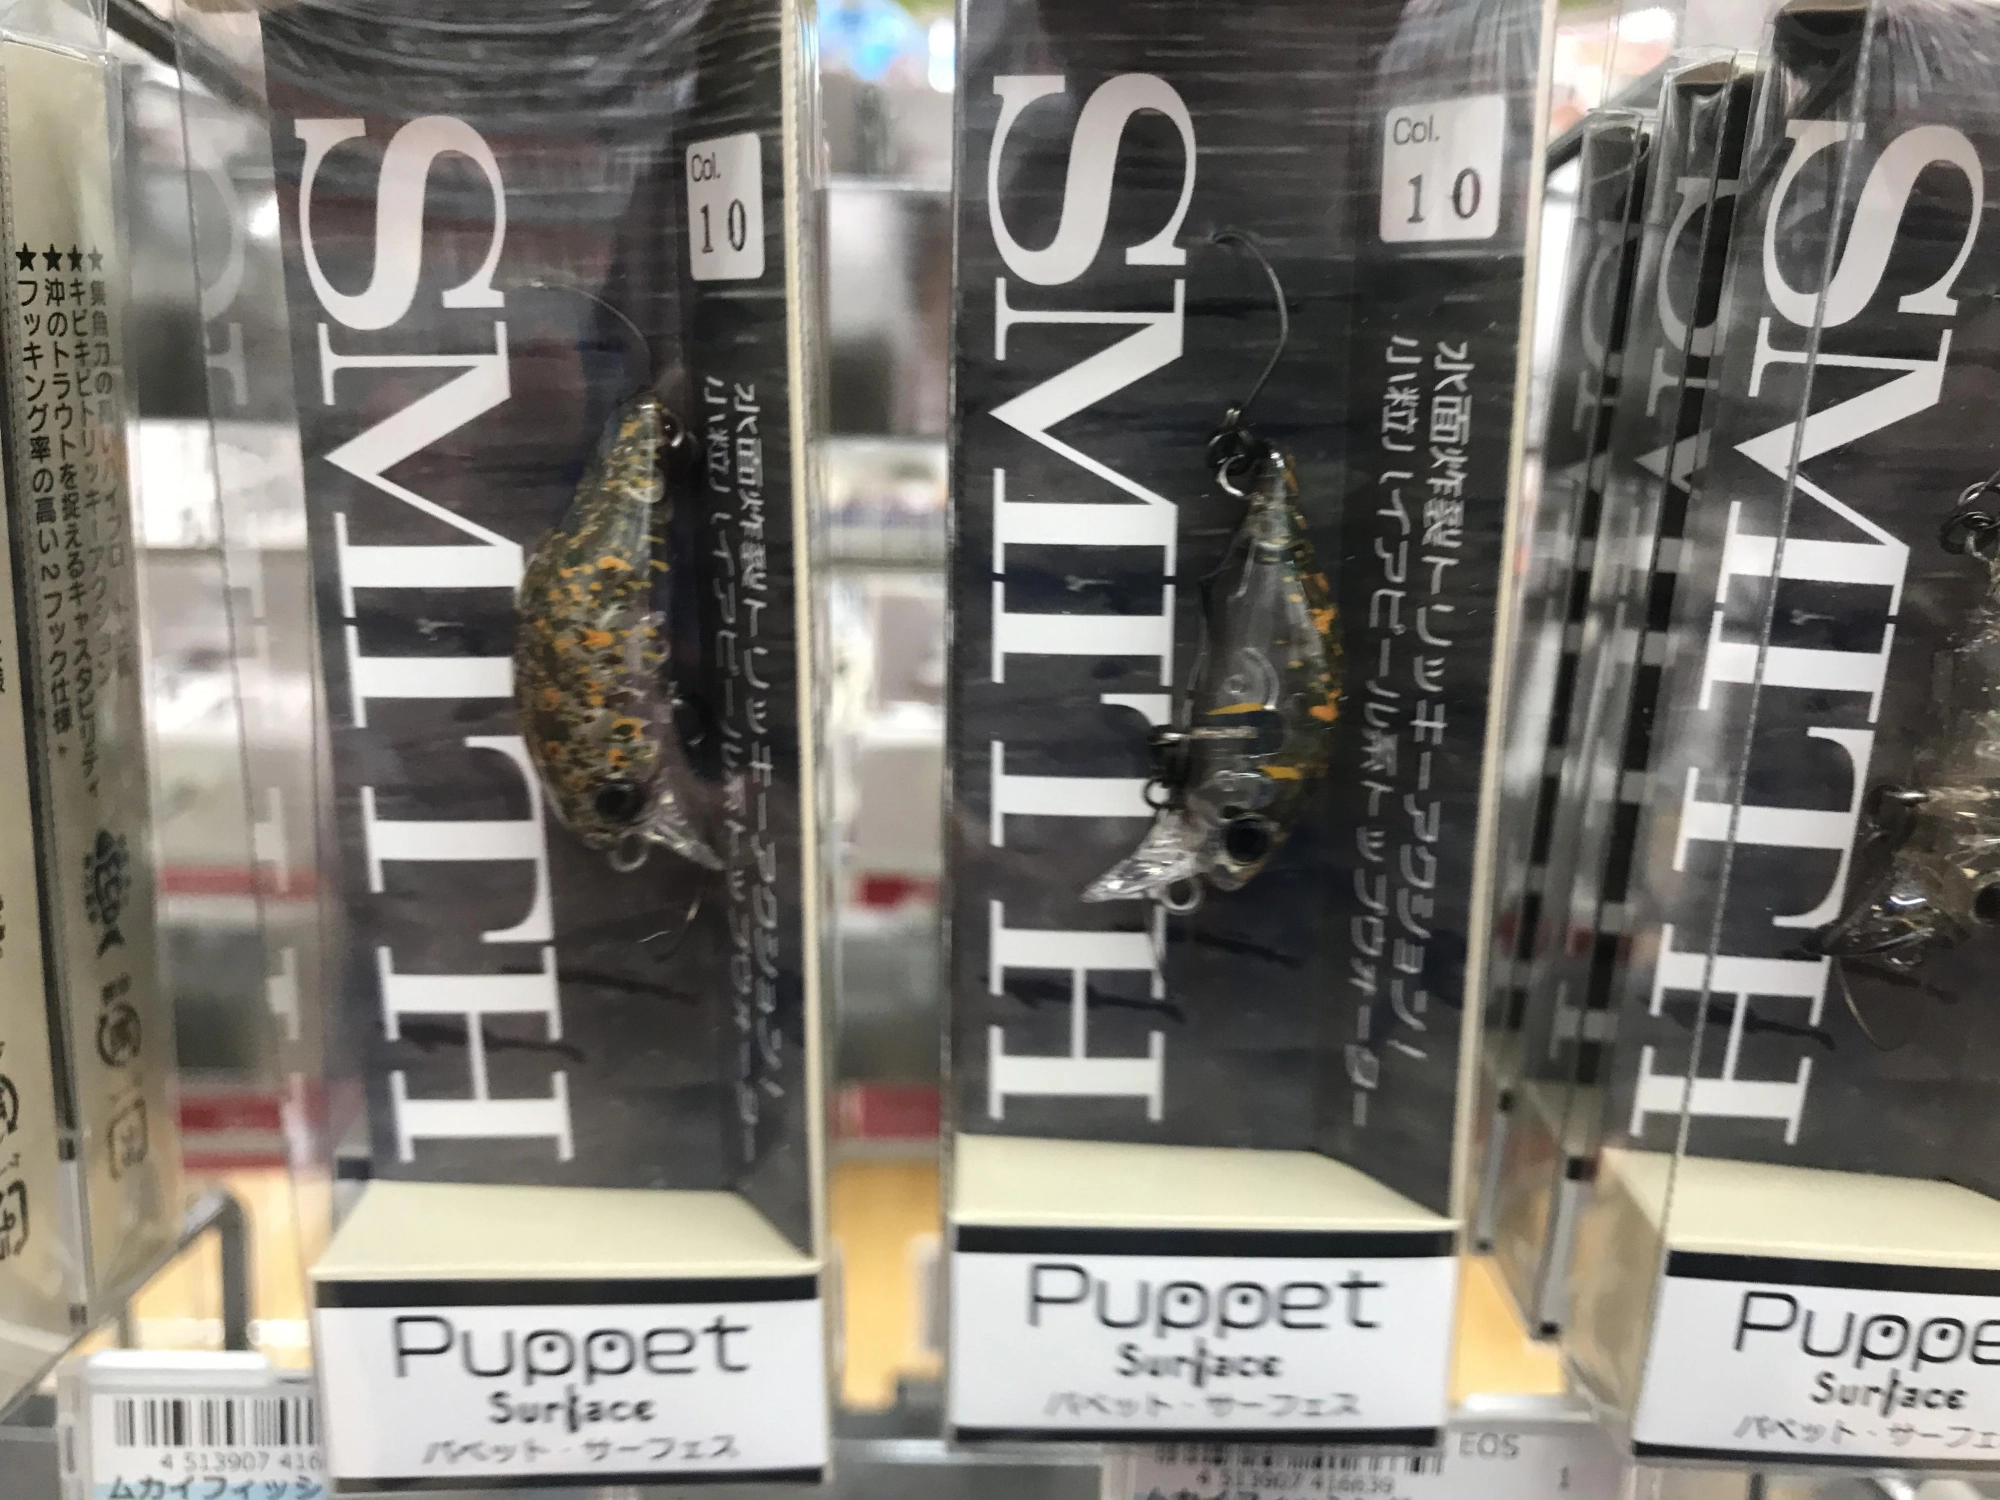 ★集魚力の高い
★キビキビトリッキーアクション
★沖のトラウトを捉えるキャスタビリティ。
★フッキング率の高い2フック仕様。
SMITH
Col.
10
水面炸裂トリッキーアクション!
小粒ハイアピール系トップウォーター
Puppet
Surface
パペット・サーフェス
4 513907 416
ムカイフィッシ
SMITH
Col.
10
水面炸裂トリッキーアクション!
小粒ハイアピール系トップウォーター
Puppet
Surface
パペット・サーフェス
EOS
4 513907 416639
1
SMITH
Puppe
Surface
パペット・サーフェ